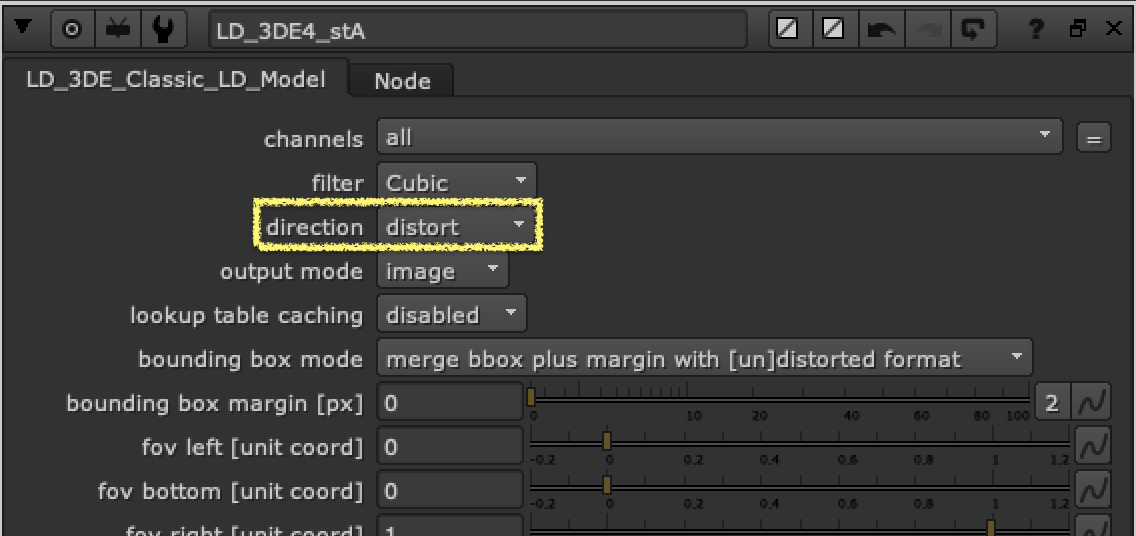 LD_3DE4_stA
?
LD_3DE_Classic_LD_Model Node
channels all =
filter Cubic
direction distort
output mode image
lookup table caching disabled
bounding box mode merge bbox plus margin with [un]distorted format
bounding box margin [px] 0 2
0 10 20 40 60 80 100
fov left [unit coord] 0
-0.2 0 0.2 0.4 0.6 0.8 1 1.2
fov bottom [unit coord] 0
-0.2 0 0.2 0.4 0.6 0.8 1 1.2
fov right [unit coord] 1